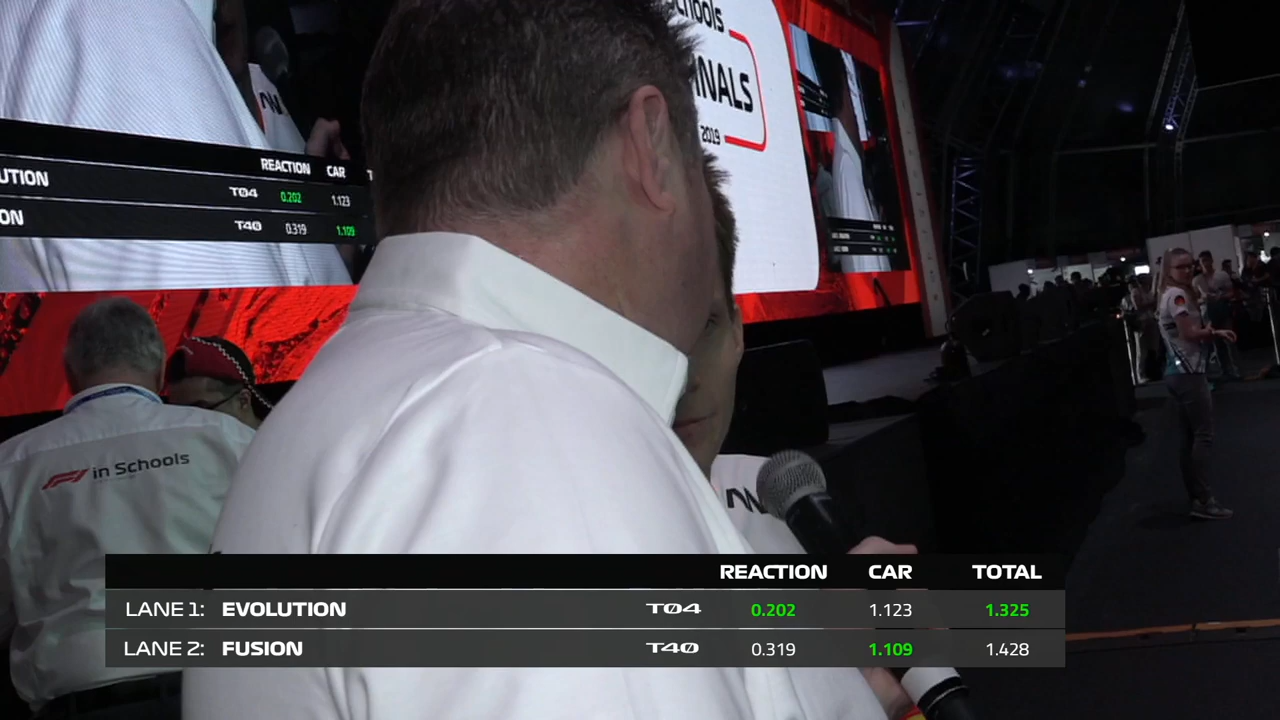 Schools
FINALS
2019
REACTION CAR
UTION T04 0.202 1.123
ON T40 0.319 1.109
F1 in Schools
REACTION CAR TOTAL
LANE 1: EVOLUTION T04 0.202 1.123 1.325
LANE 2: FUSION T40 0.319 1.109 1.428